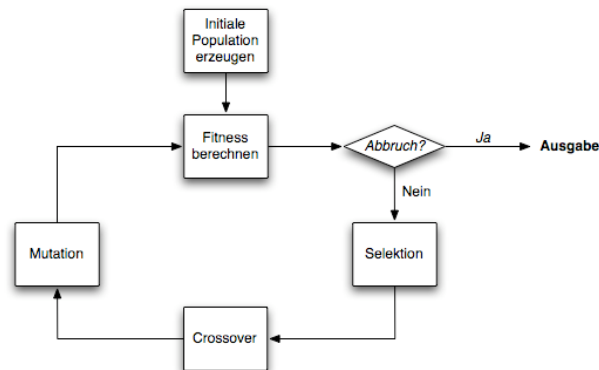 Initiale
Population
erzeugen
Fitness
berechnen
Abbruch?
Ja
Ausgabe
Nein
Mutation
Selektion
Crossover